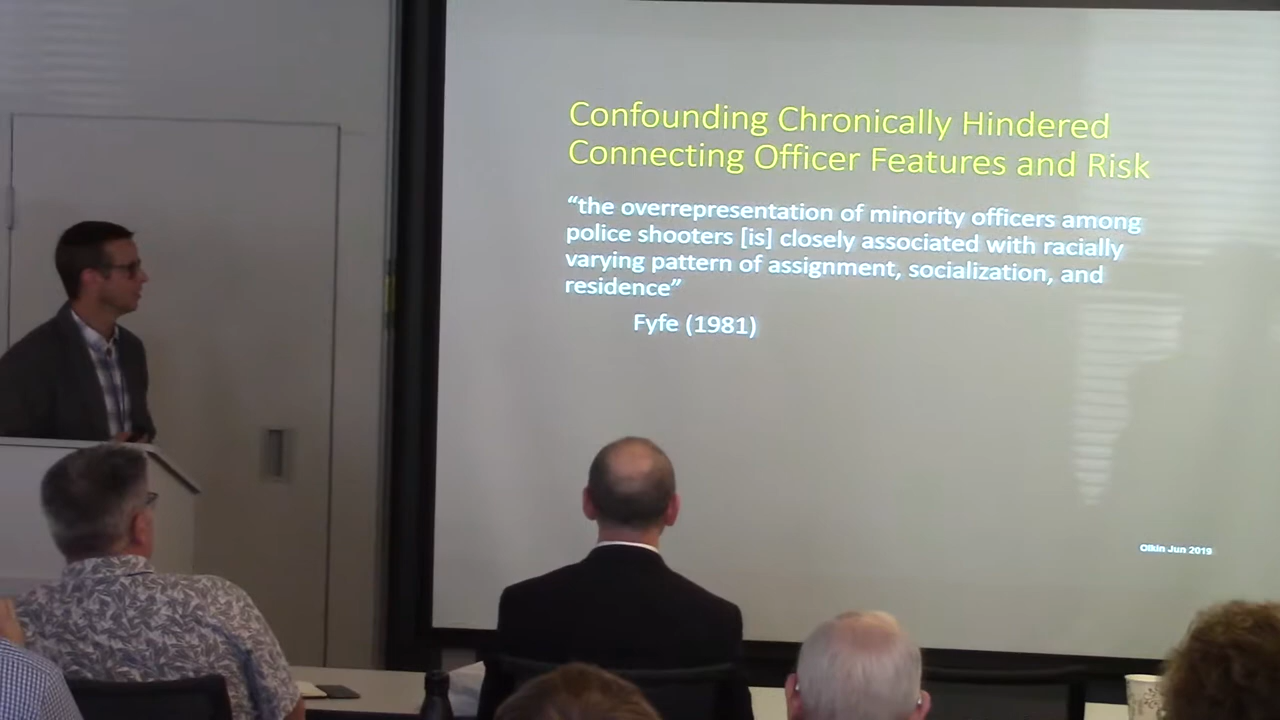 Confounding Chronically Hindered
Connecting Officer Features and Risk
“the overrepresentation of minority officers among
police shooters [is] closely associated with racially
varying pattern of assignment, socialization, and
residence”
Fyfe (1981)
Olkin Jun 2019